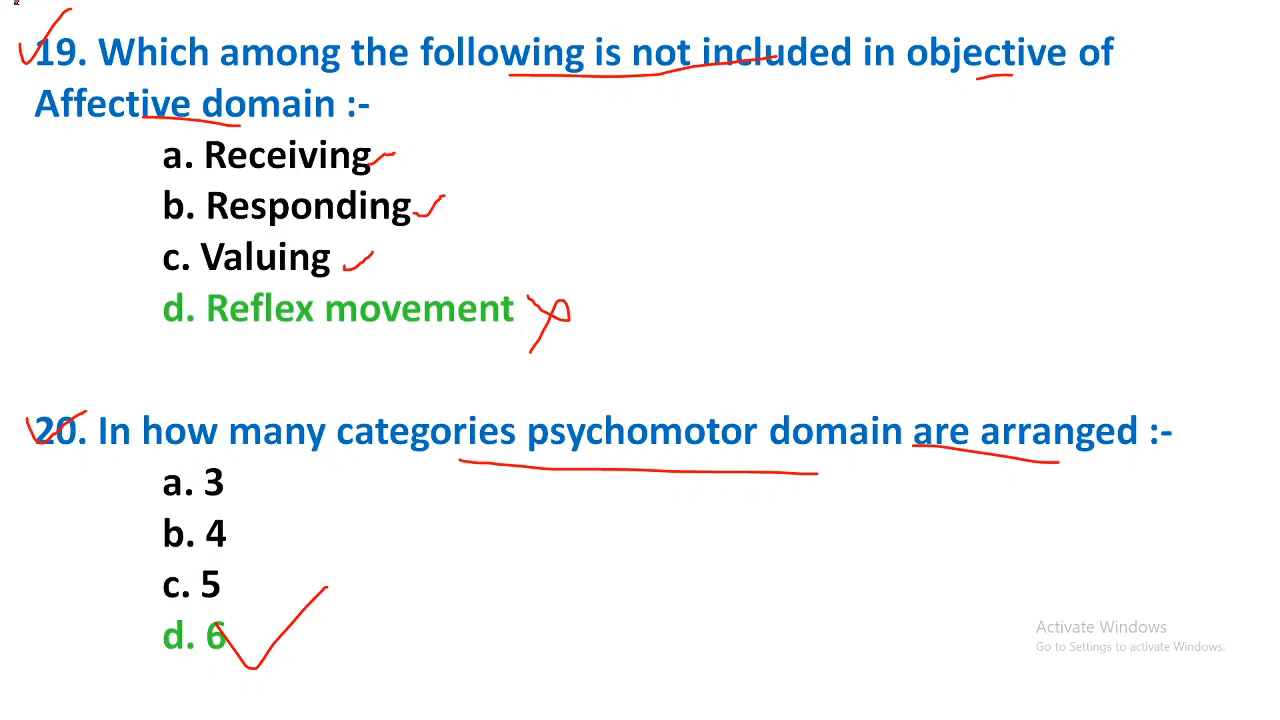 19. Which among the following is not included in objective of
Affective domain :-
a. Receiving
b. Responding
c. Valuing
d. Reflex movement
20. In how many categories psychomotor domain are arranged :-
a. 3
b. 4
c. 5
d. 6
Activate Windows
Go to Settings to activate Windows.